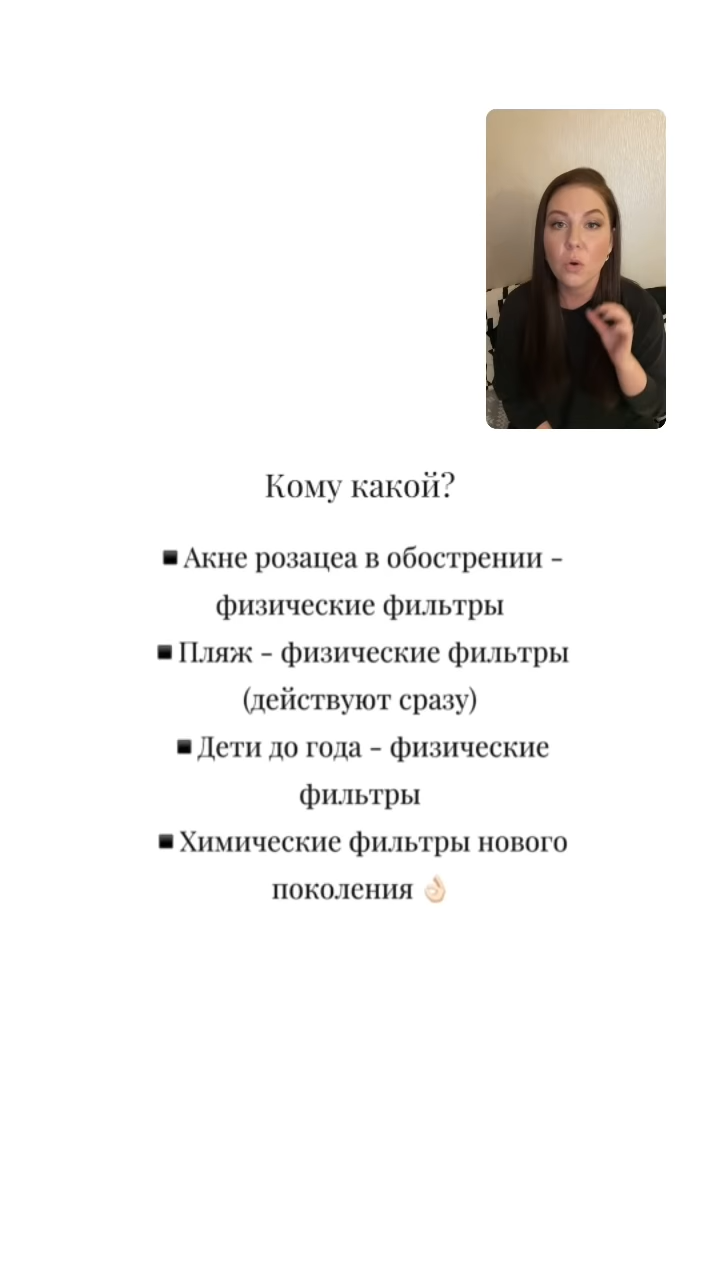 Кому какой?
▪️Акне розацеа в обострении -
физические фильтры
▪️Пляж - физические фильтры
(действуют сразу)
▪️Дети до года - физические
фильтры
▪️Химические фильтры нового
поколения 👌🏻